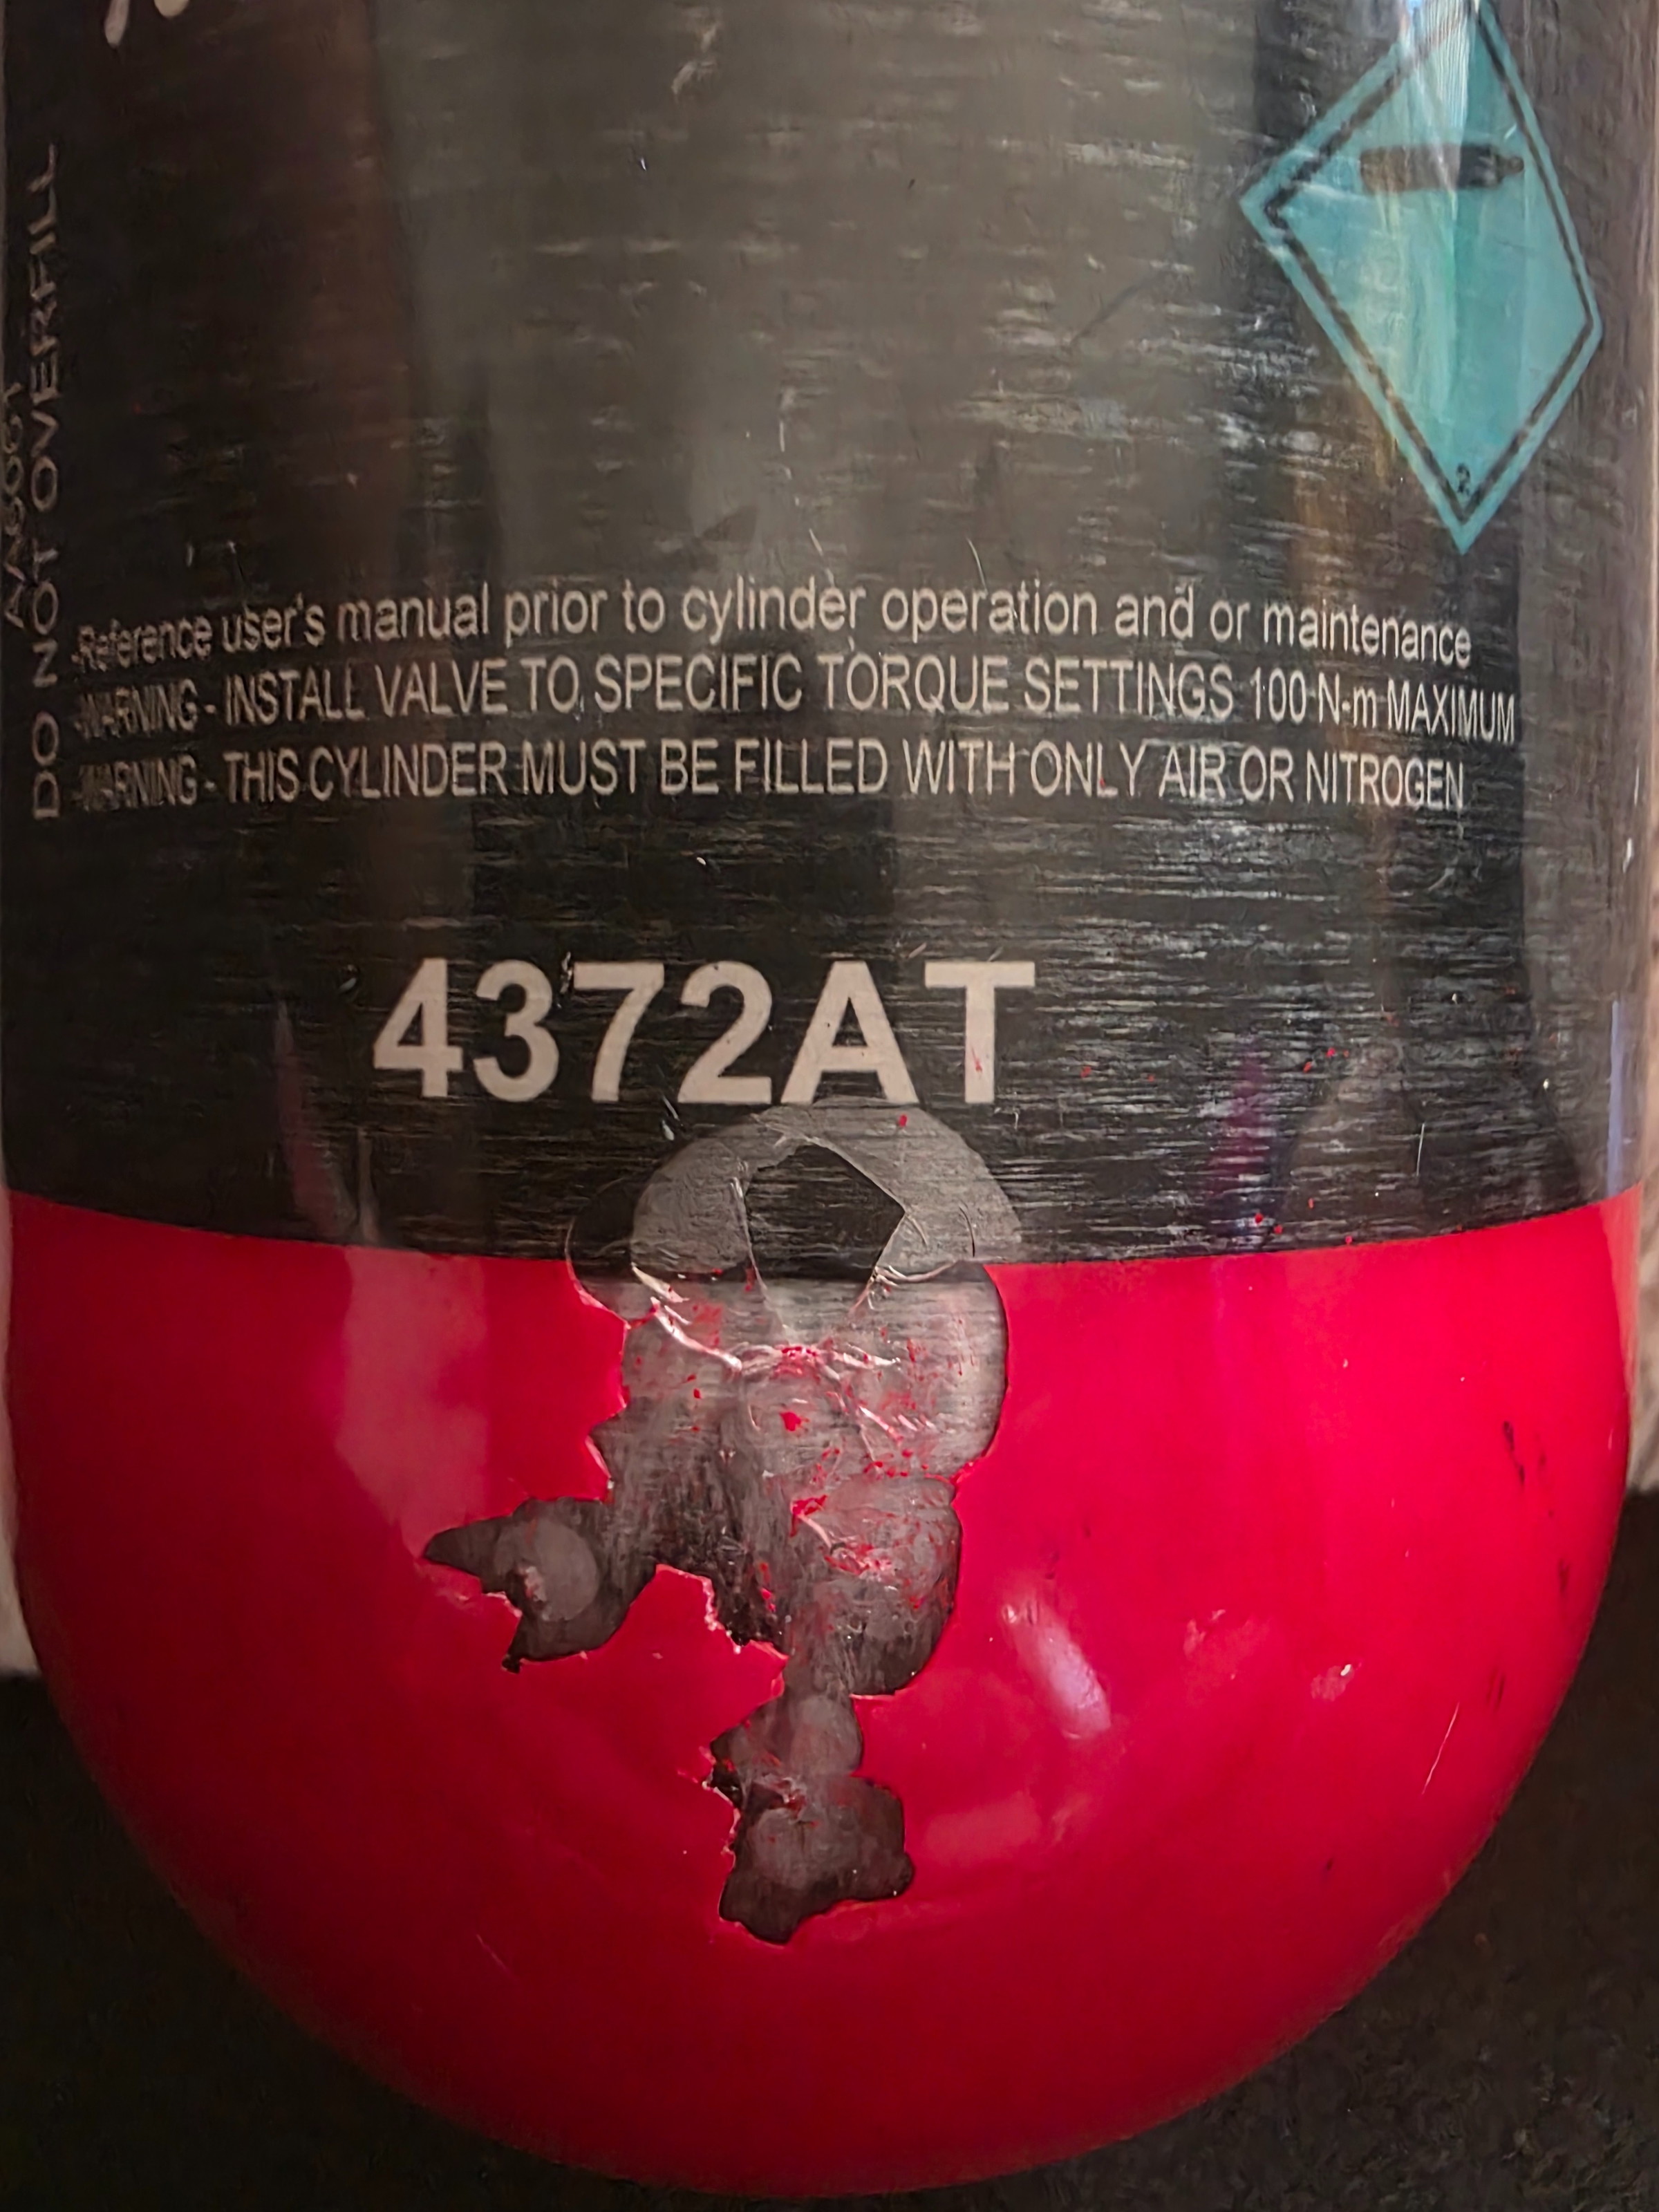 DO NOT OVERFILL
2
-Reference user's manual prior to cylinder operation and or maintenance
-WARNING - INSTALL VALVE TO SPECIFIC TORQUE SETTINGS 100 N-m MAXIMUM
-WARNING - THIS CYLINDER MUST BE FILLED WITH ONLY AIR OR NITROGEN
4372AT